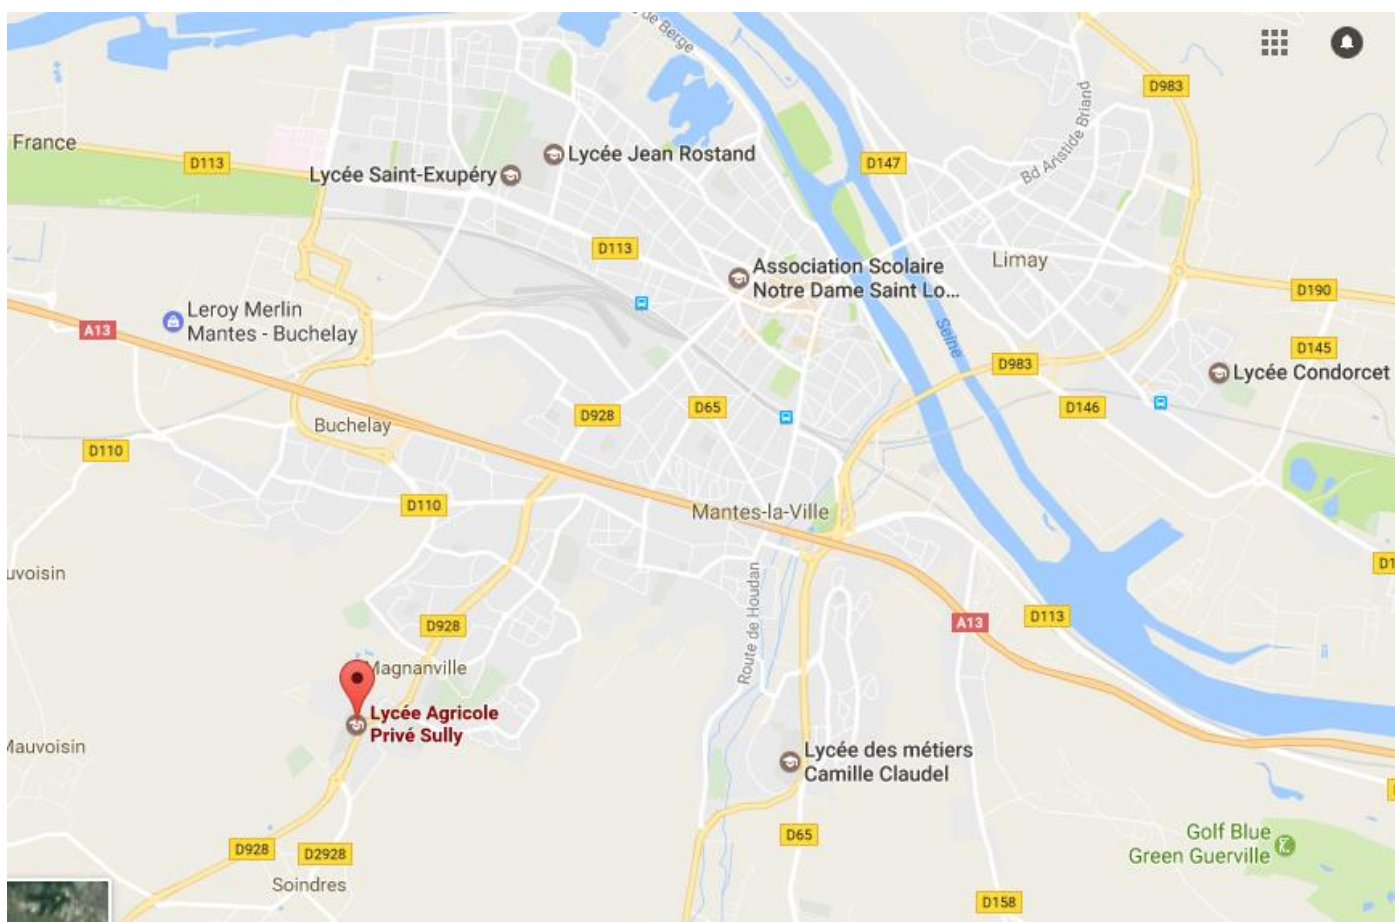 de Berge
D983
Bd Aristide Briand
France
D113
Lycée Jean Rostand
Lycée Saint-Exupéry
D147
D113
Association Scolaire
Notre Dame Saint Lo...
Limay
D190
Leroy Merlin
Mantes - Buchelay
A13
Seine
D145
D983
Lycée Condorcet
D928
D65
D146
Buchelay
D110
D110
Mantes-la-Ville
Route de Houdan
uvoisin
D1
D928
A13
D113
Magnanville
Lycée Agricole
Privé Sully
Mauvoisin
Lycée des métiers
Camille Claudel
D65
Golf Blue
Green Guerville
D928
D2928
Soindres
D158